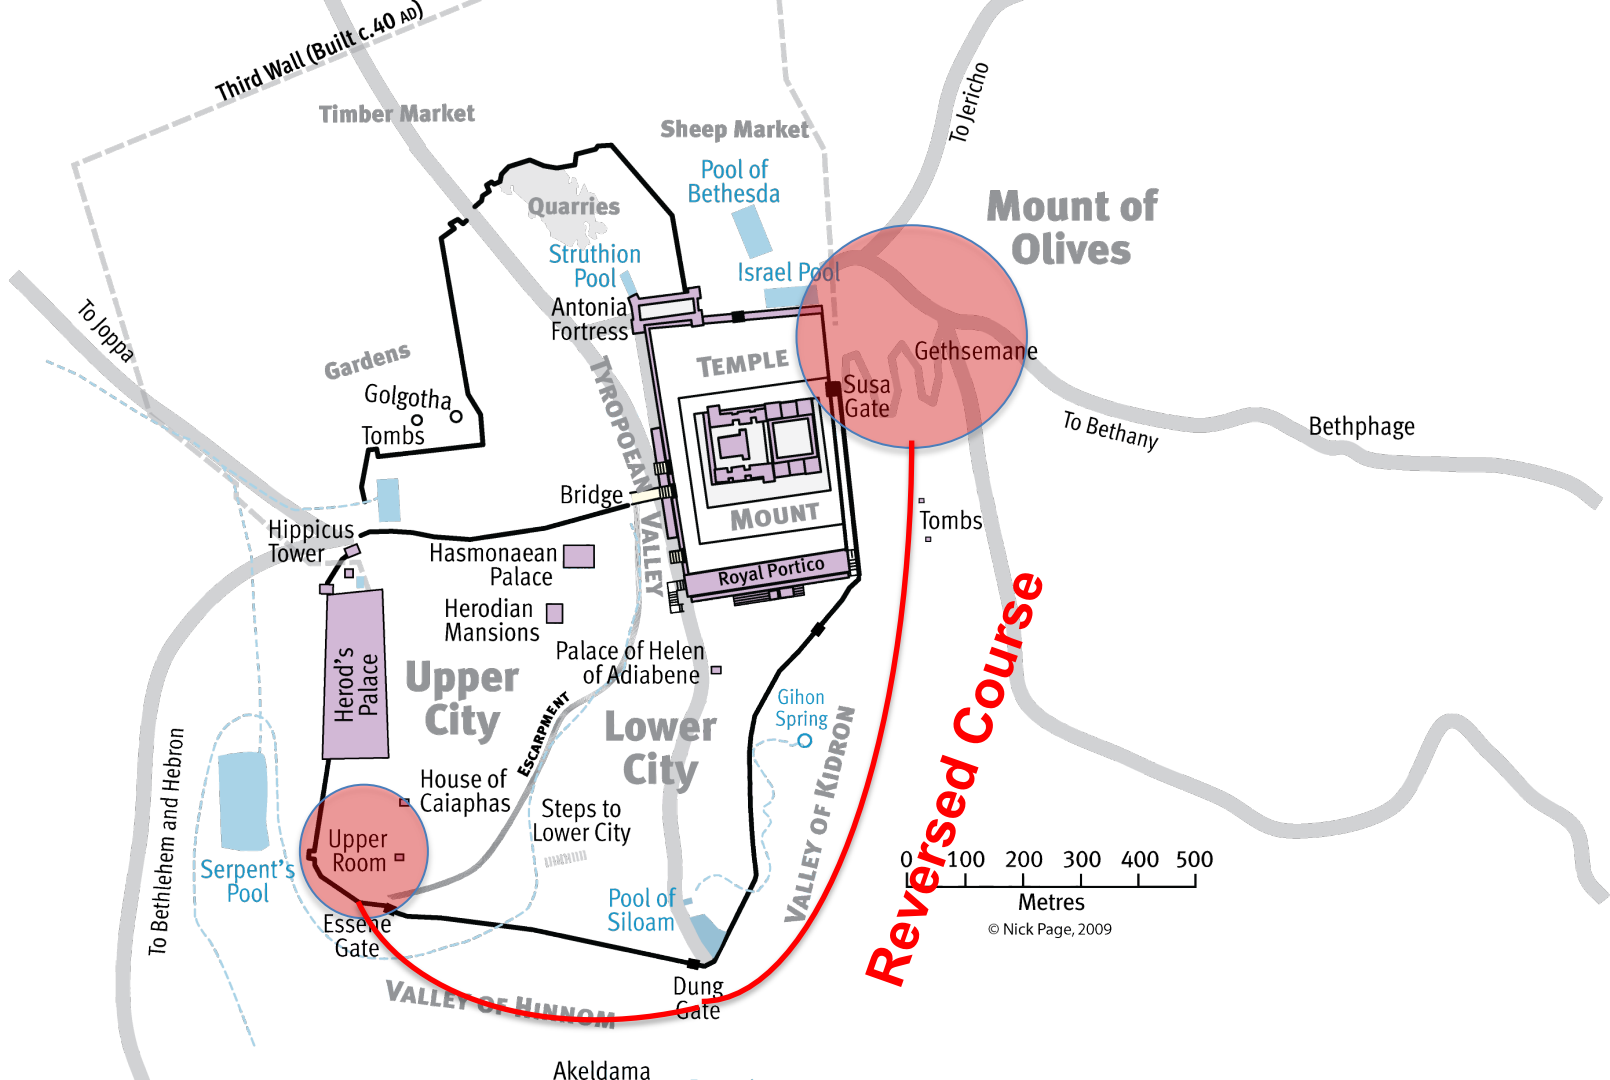 Third Wall (Built c.40 AD)
Timber Market
Sheep Market
To Jericho
Pool of
Bethesda
Mount of
Olives
Quarries
Struthion
Pool
Israel Pool
Antonia
Fortress
To Joppa
Gardens
Golgotha
Tombs
TYROPOEAN VALLEY
TEMPLE
MOUNT
Susa
Gate
Gethsemane
To Bethany
Bethphage
Bridge
Tombs
Hippicus
Tower
Hasmonaean
Palace
Royal Portico
Herodian
Mansions
Palace of Helen
of Adiabene
Herod's
Palace
Upper
City
ESCARPMENT
Lower
City
Gihon
Spring
VALLEY OF KIDRON
Reversed Course
To Bethlehem and Hebron
House of
Caiaphas
Steps to
Lower City
Upper
Room
Serpent's
Pool
Pool of
Siloam
0 100 200 300 400 500
Metres
© Nick Page, 2009
Essene
Gate
Dung
Gate
VALLEY OF HINNOM
Akeldama